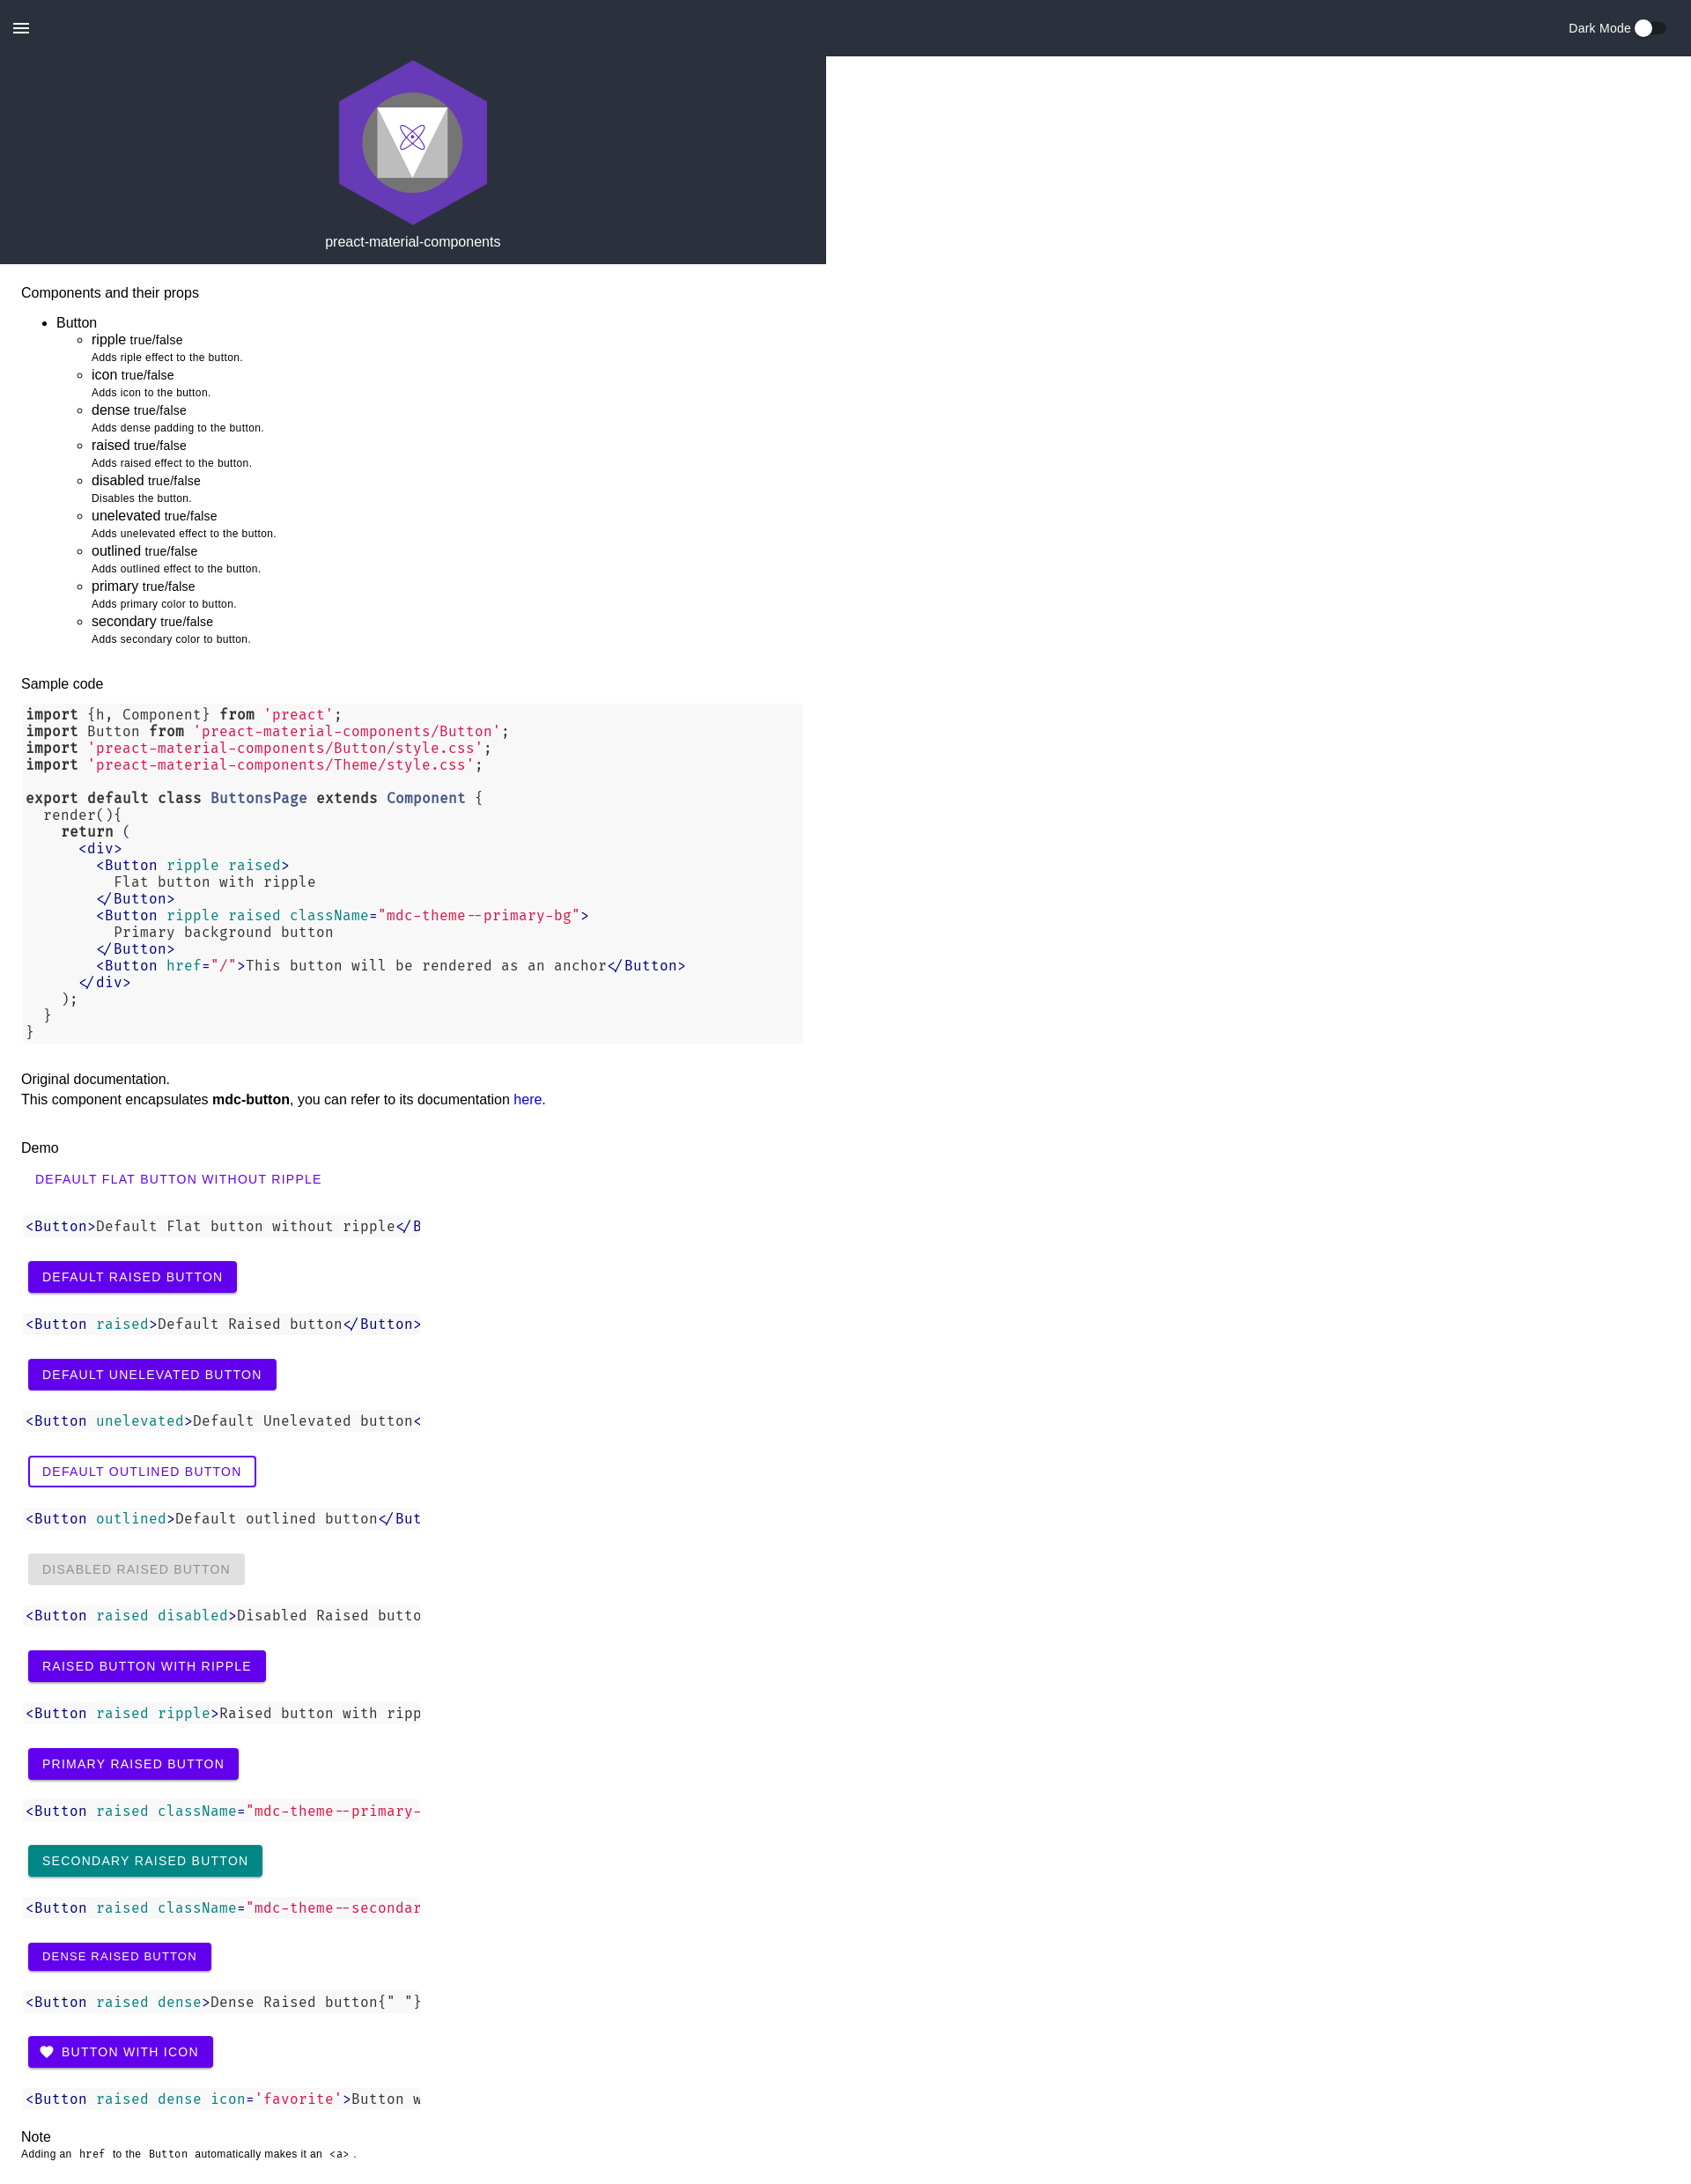 Dark Mode
preact-material-components
Components and their props
Button
ripple true/false
Adds riple effect to the button.
icon true/false
Adds icon to the button.
dense true/false
Adds dense padding to the button.
raised true/false
Adds raised effect to the button.
disabled true/false
Disables the button.
unelevated true/false
Adds unelevated effect to the button.
outlined true/false
Adds outlined effect to the button.
primary true/false
Adds primary color to button.
secondary true/false
Adds secondary color to button.
Sample code
import {h, Component} from 'preact';
import Button from 'preact-material-components/Button';
import 'preact-material-components/Button/style.css';
import 'preact-material-components/Theme/style.css';
export default class ButtonsPage extends Component {
  render(){
    return (
      <div>
        <Button ripple raised>
          Flat button with ripple
        </Button>
        <Button ripple raised className="mdc-theme--primary-bg">
          Primary background button
        </Button>
        <Button href="/">This button will be rendered as an anchor</Button>
      </div>
    );
  }
}
Original documentation.
This component encapsulates mdc-button, you can refer to its documentation here.
Demo
DEFAULT FLAT BUTTON WITHOUT RIPPLE
<Button>Default Flat button without ripple</B
DEFAULT RAISED BUTTON
<Button raised>Default Raised button</Button>
DEFAULT UNELEVATED BUTTON
<Button unelevated>Default Unelevated button<
DEFAULT OUTLINED BUTTON
<Button outlined>Default outlined button</But
DISABLED RAISED BUTTON
<Button raised disabled>Disabled Raised butto
RAISED BUTTON WITH RIPPLE
<Button raised ripple>Raised button with ripp
PRIMARY RAISED BUTTON
<Button raised className="mdc-theme--primary-
SECONDARY RAISED BUTTON
<Button raised className="mdc-theme--secondar
DENSE RAISED BUTTON
<Button raised dense>Dense Raised button{" "}
BUTTON WITH ICON
<Button raised dense icon='favorite'>Button w
Note
Adding an href to the Button automatically makes it an <a>.